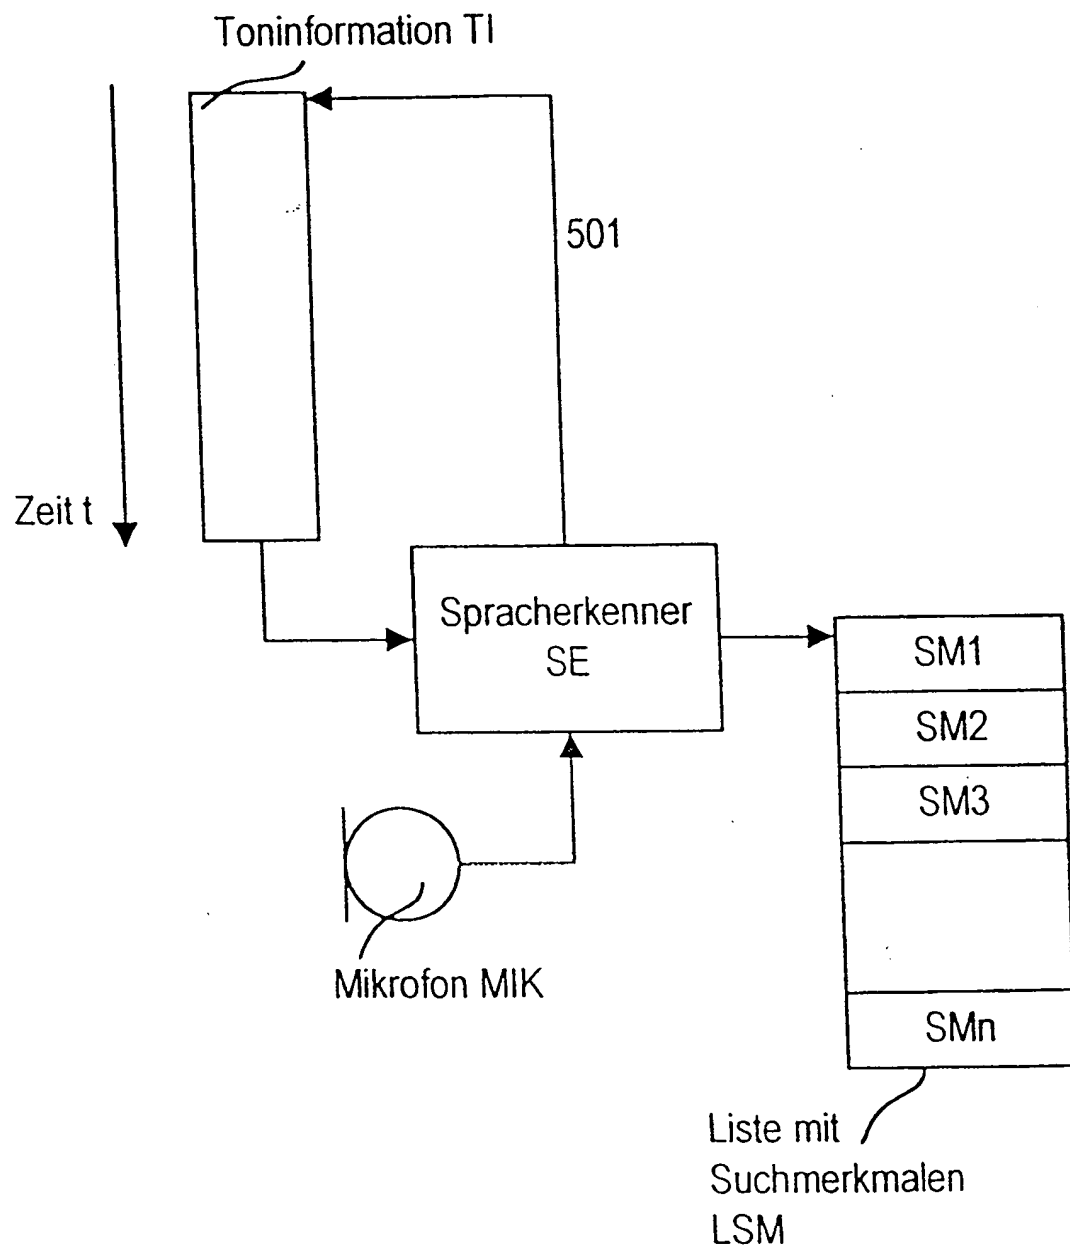 Toninformation TI
501
Zeit t
Spracherkenner
SE
SM1
SM2
SM3
SMn
Mikrofon MIK
Liste mit
Suchmerkmalen
LSM